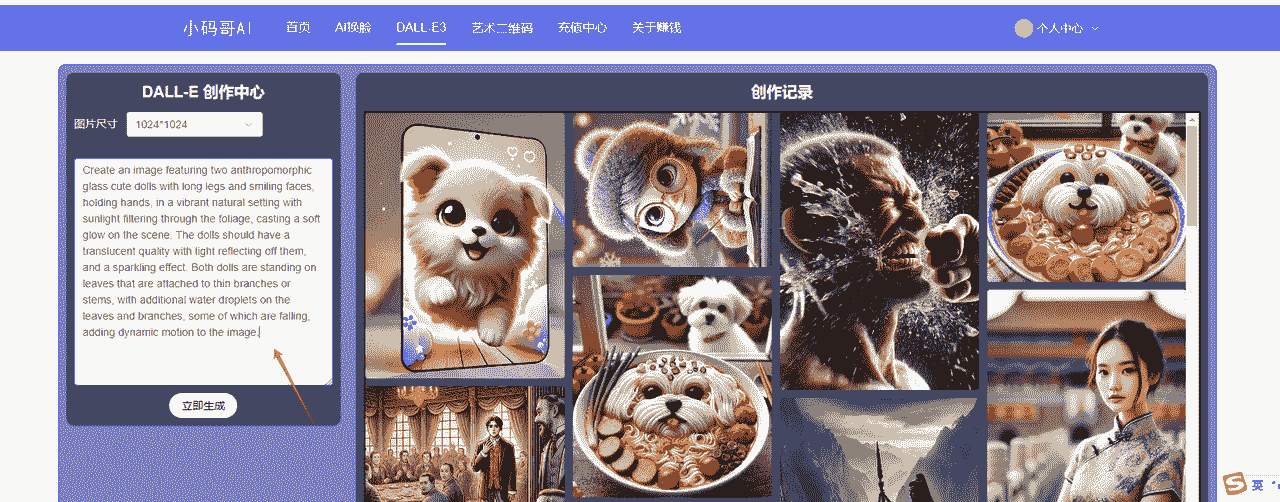 小码哥AI
首页
AI换脸
DALL-E3
艺术二维码
充值中心
关于赚钱
个人中心
DALL-E 创作中心
图片尺寸
1024*1024
Create an image featuring two anthropomorphic
glass cute dolls with long legs and smiling faces,
holding hands, in a vibrant natural setting with
sunlight filtering through the foliage, casting a soft
glow on the scene. The dolls should have a
translucent quality with light reflecting off them,
and a sparkling effect. Both dolls are standing on
leaves that are attached to thin branches or
stems, with additional water droplets on the
leaves and branches, some of which are falling,
adding dynamic motion to the image.
立即生成
创作记录
英